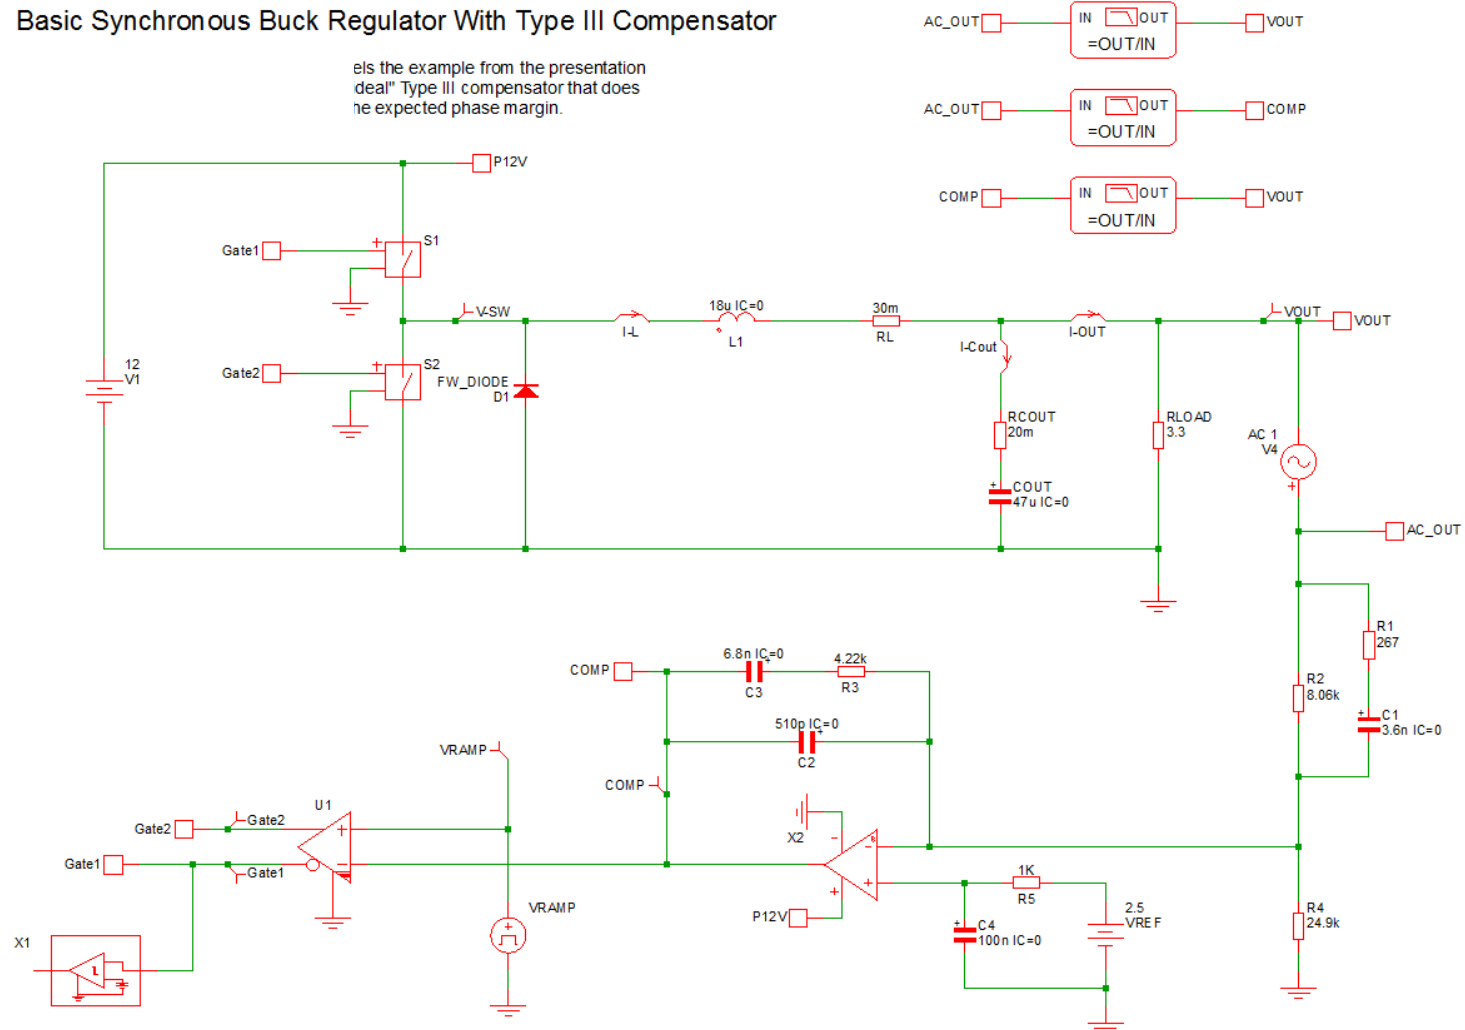 Basic Synchronous Buck Regulator With Type III Compensator
els the example from the presentation
ideal" Type III compensator that does
he expected phase margin.
AC_OUT IN OUT VOUT
=OUT/IN
AC_OUT IN OUT COMP
=OUT/IN
COMP IN OUT VOUT
=OUT/IN
P12V
Gate1 + S1
V-SW
I-L
18u IC=0
L1
30m
RL
I-OUT
VOUT VOUT
I-Cout
12
V1
Gate2 + S2
FW_DIODE
D1
RCOUT
20m
RLOAD
3.3
AC 1
V4
+
+ COUT
47u IC=0
AC_OUT
R1
267
R2
8.06k
+ C1
3.6n IC=0
COMP
6.8n IC=0
+
C3
4.22k
R3
510p IC=0
+
C2
VRAMP
COMP
U1
Gate2 Gate2 +
Gate1 Gate1 -
X2
-
-
+
+
P12V
1K
R5
VRAMP
+
+ C4
100n IC=0
2.5
VREF
R4
24.9k
X1